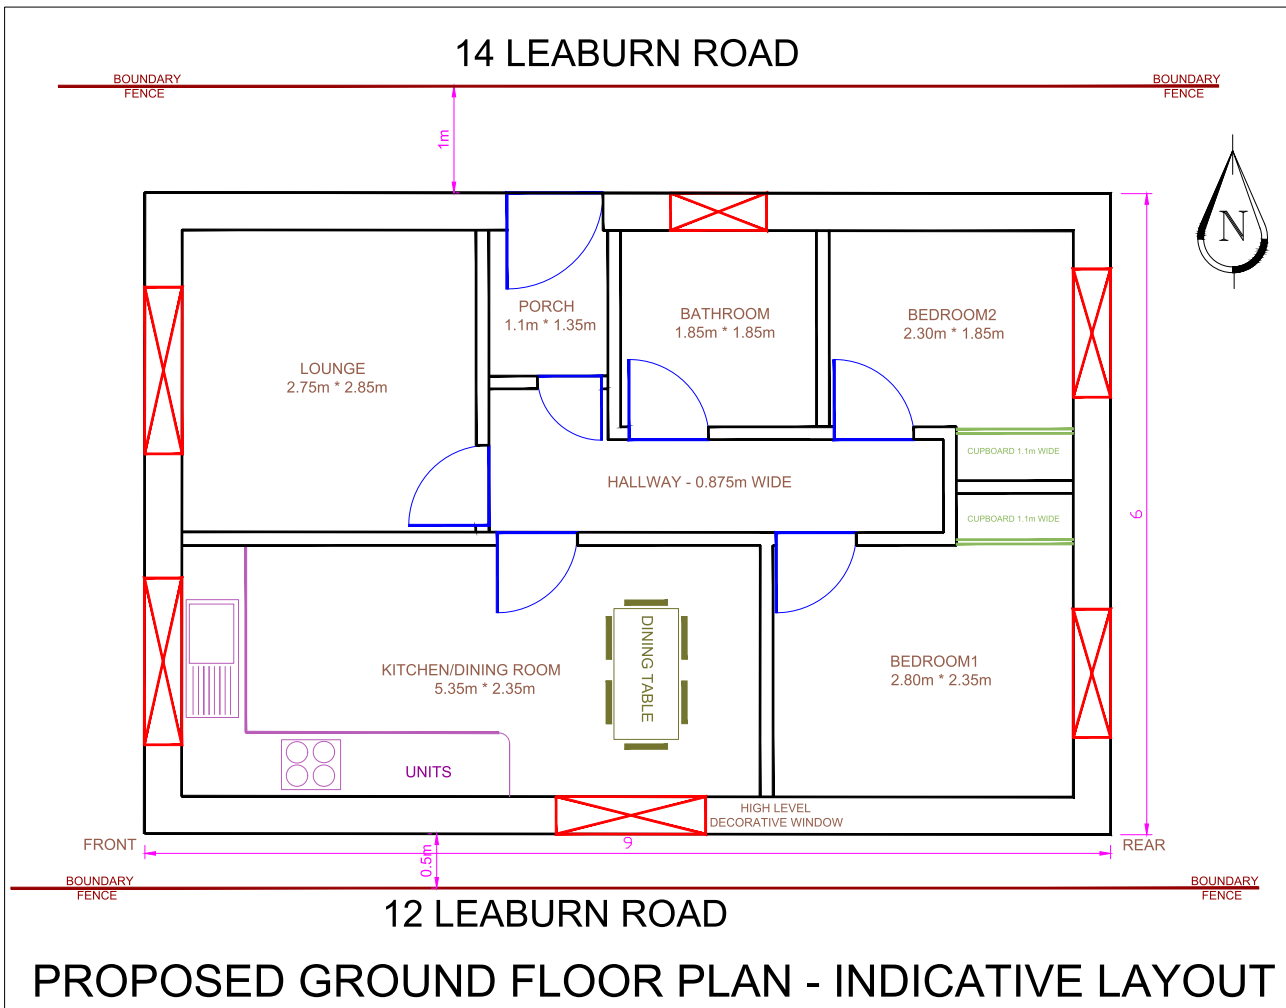 14 LEABURN ROAD
BOUNDARY
FENCE
BOUNDARY
FENCE
1m
N
PORCH
1.1m * 1.35m
BATHROOM
1.85m * 1.85m
BEDROOM2
2.30m * 1.85m
LOUNGE
2.75m * 2.85m
CUPBOARD 1.1m WIDE
HALLWAY - 0.875m WIDE
CUPBOARD 1.1m WIDE
6
DINING TABLE
KITCHEN/DINING ROOM
5.35m * 2.35m
BEDROOM1
2.80m * 2.35m
UNITS
HIGH LEVEL
DECORATIVE WINDOW
FRONT
9
REAR
0.5m
BOUNDARY
FENCE
BOUNDARY
FENCE
12 LEABURN ROAD
PROPOSED GROUND FLOOR PLAN - INDICATIVE LAYOUT